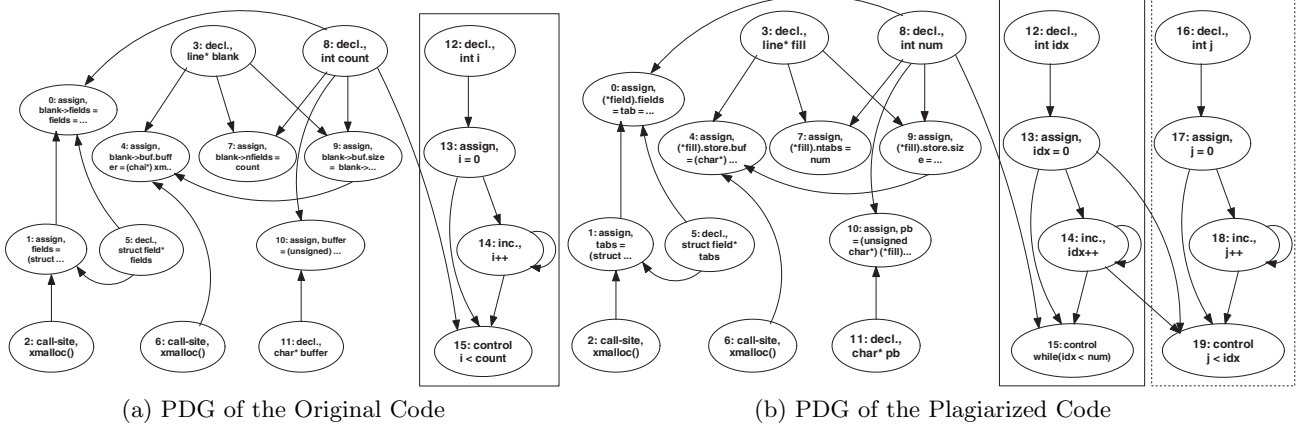 3: decl.,
line* blank
8: decl.,
int count
12: decl.,
int i
0: assign,
blank->fields =
fields = ...
4: assign,
blank->buf.buff
7: assign,
blank->nfields =
count
9: assign,
blank->buf.size
= blank->...
13: assign,
i = 0
1: assign,
fields =
(struct ...
5: decl.,
struct field*
fields
10: assign, buffer
= (unsigned) ...
14: inc.,
i++
2: call-site,
xmalloc()
6: call-site,
xmalloc()
11: decl.,
char* buffer
15: control
i < count
(a) PDG of the Original Code
3: decl.,
line* fill
8: decl.,
int num
12: decl.,
int idx
16: decl.,
int j
0: assign,
(*field).fields
= tab = ...
4: assign,
(*fill).store.buf
= (char*) ...
7: assign,
(*fill).ntabs =
num
9: assign,
(*fill).store.siz
e = ...
13: assign,
idx = 0
17: assign,
j = 0
1: assign,
tabs =
(struct ...
5: decl.,
struct field*
tabs
10: assign, pb
= (unsigned
char*) (*fill)...
14: inc.,
idx++
18: inc.,
j++
2: call-site,
xmalloc()
6: call-site,
xmalloc()
11: decl.,
char* pb
15: control
while(idx < num)
19: control
j < idx
(b) PDG of the Plagiarized Code